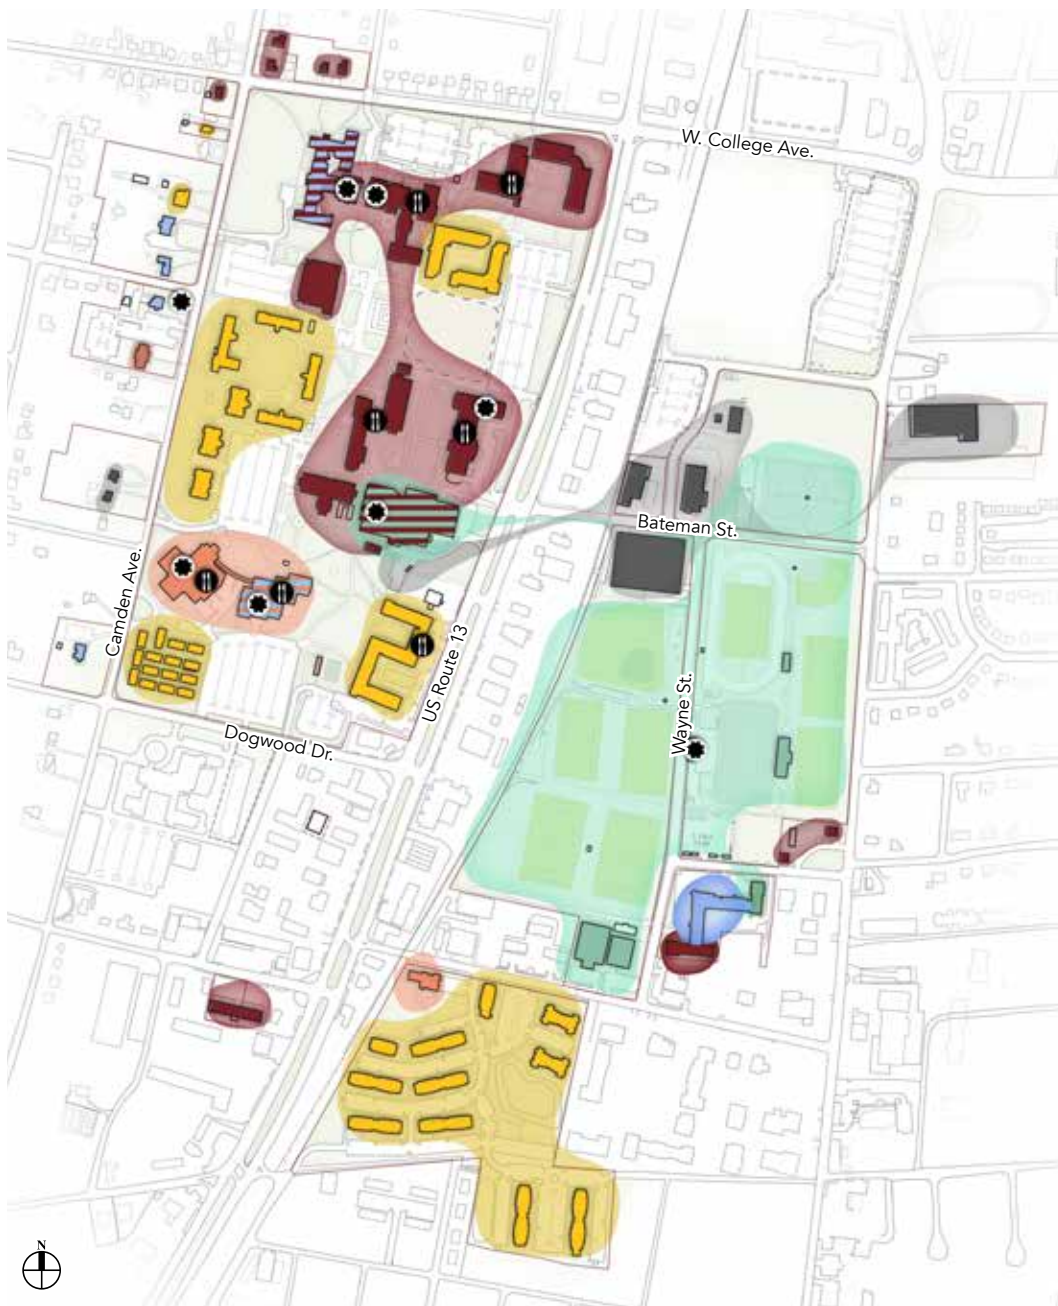 W. College Ave.
Bateman St.
Camden Ave.
US Route 13
Wayne St.
Dogwood Dr.
N